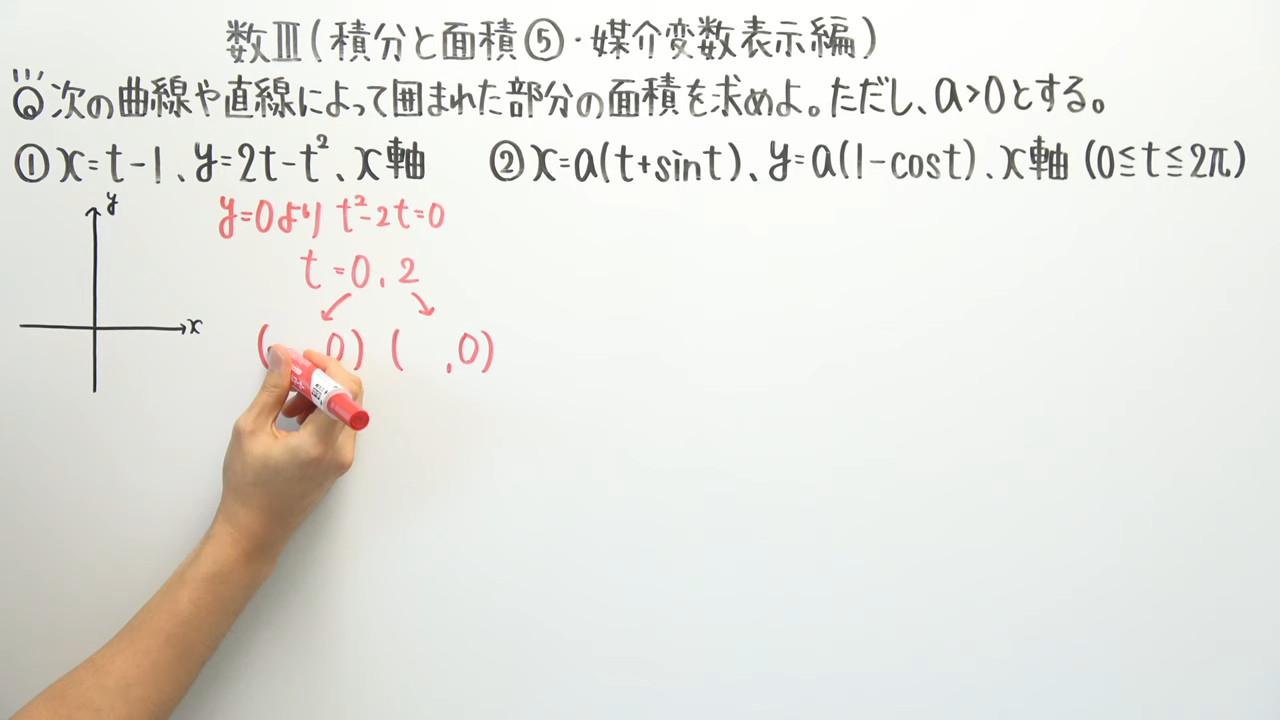 数Ⅲ(積分と面積⑤・媒介変数表示編)
Q 次の曲線や直線によって囲まれた部分の面積を求めよ。ただし、a>0とする。
① x=t-1、y=2t-t²、x軸
② x=a(t+sint)、y=a(1-cost)、x軸 (0≦t≦2π)
y
x
y=0より t²-2t=0
t=0, 2
( 0) ( ,0)